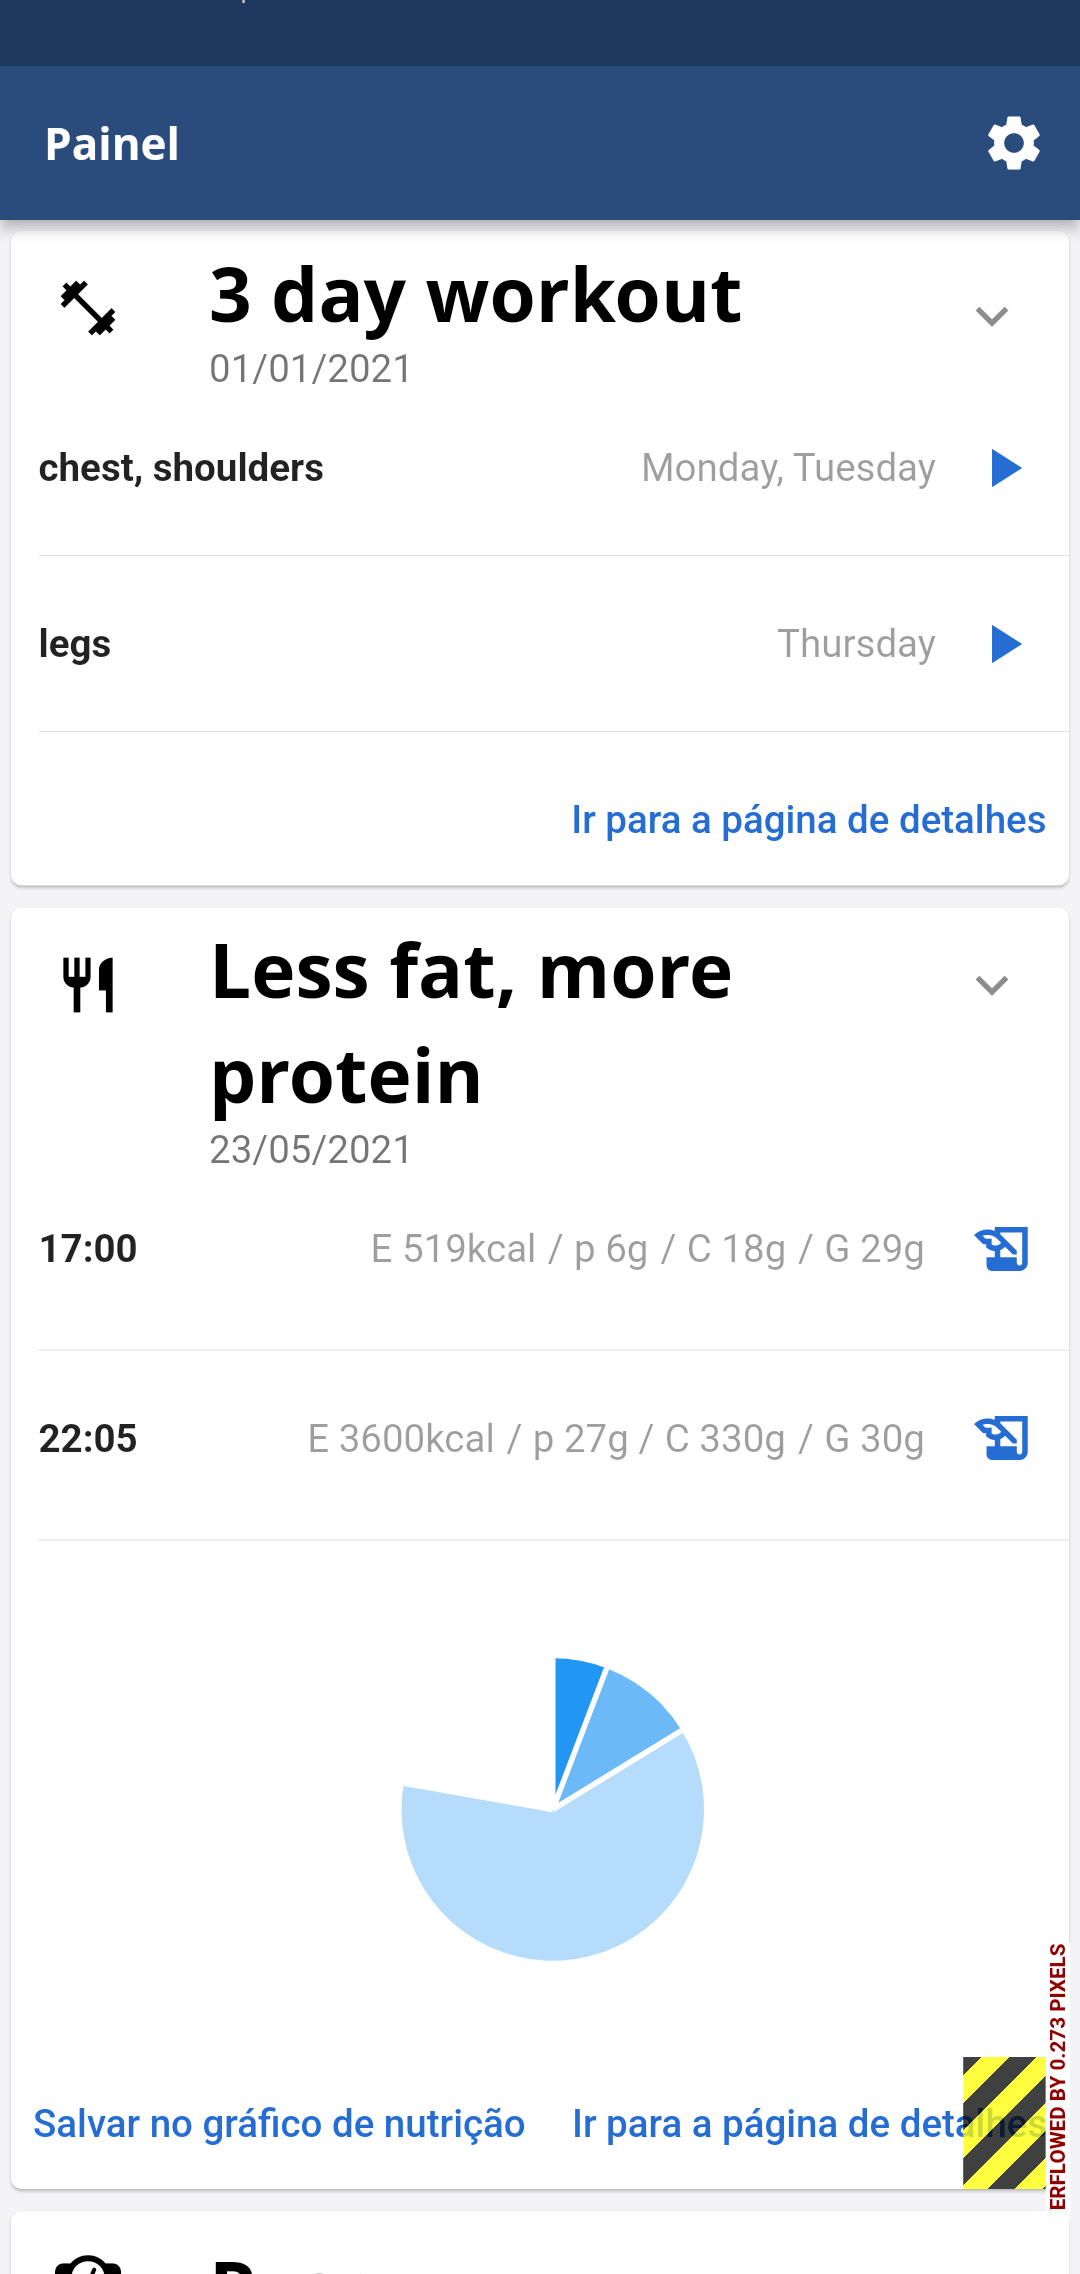 Painel
3 day workout
01/01/2021
chest, shoulders Monday, Tuesday
legs Thursday
Ir para a página de detalhes
Less fat, more
protein
23/05/2021
17:00 E 519kcal / p 6g / C 18g / G 29g
22:05 E 3600kcal / p 27g / C 330g / G 30g
Salvar no gráfico de nutrição Ir para a página de detalhes
ERFLOWED BY 0.273 PIXELS